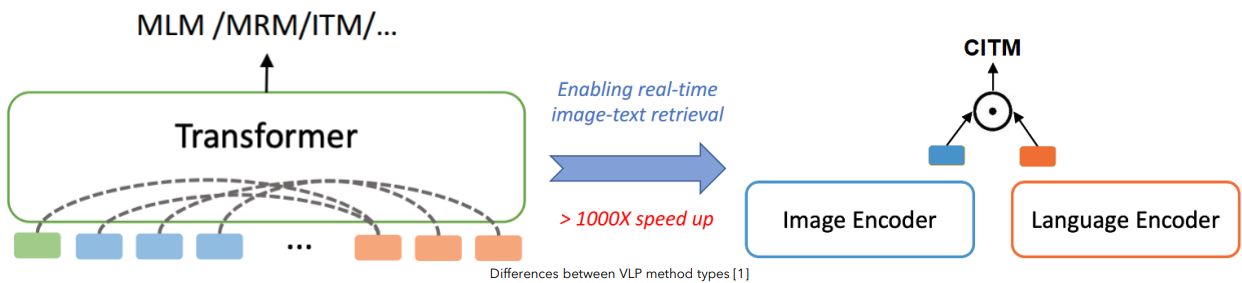 MLM /MRM/ITM/...
Transformer
...
Enabling real-time
image-text retrieval
> 1000X speed up
CITM
Image Encoder
Language Encoder
Differences between VLP method types [1]